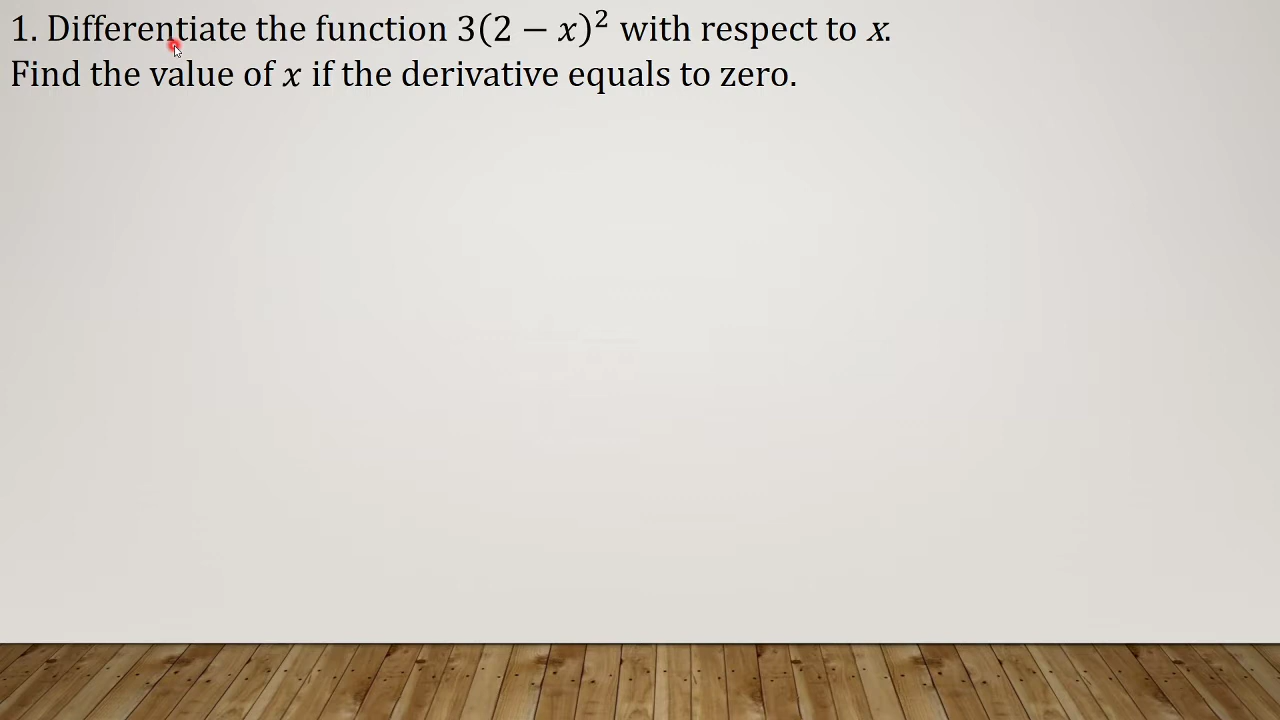 1. Differentiate the function 3(2 − x)² with respect to x.
Find the value of x if the derivative equals to zero.